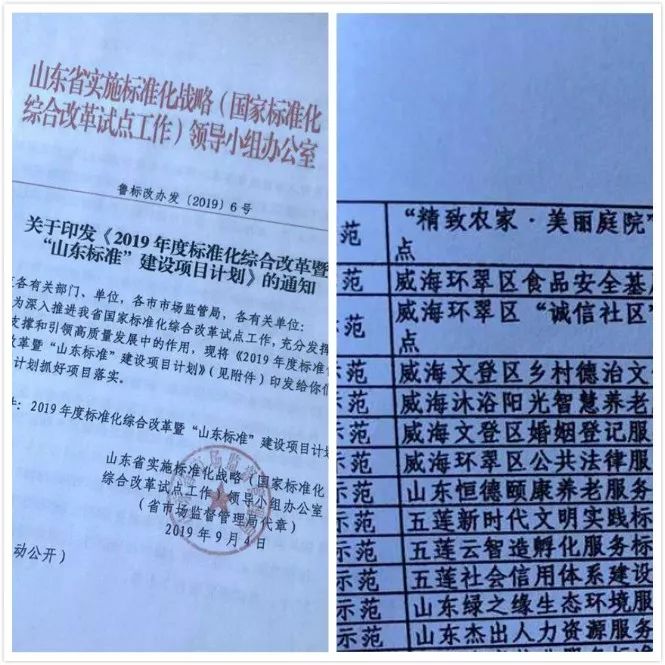 山东省实施标准化战略（国家标准化
综合改革试点工作）领导小组办公室
鲁标改办发〔2019〕6号
关于印发《2019年度标准化综合改革暨
“山东标准”建设项目计划》的通知
各有关部门、单位，各市市场监管局，各有关单位：
为深入推进我省国家标准化综合改革试点工作，充分发挥
支撑和引领高质量发展中的作用，现将《2019年度标准化
改革暨“山东标准”建设项目计划》（见附件）印发给你们
计划抓好项目落实。
件：2019年度标准化综合改革暨“山东标准”建设项目计划
山东省实施标准化战略（国家标准化
综合改革试点工作）领导小组办公室
（省市场监督管理局代章）
2019年9月4日
动公开）
范 “精致农家·美丽庭院”
点
范 威海环翠区食品安全基
示范 威海环翠区“诚信社区”
点
示范 威海文登区乡村德治文
示范 威海沐浴阳光智慧养老
示范 威海文登区婚姻登记服
示范 威海环翠区公共法律服
示范 山东恒德颐康养老服务
示范 五莲新时代文明实践标
示范 五莲云智造孵化服务标
示范 五莲社会信用体系建设
示范 山东绿之缘生态环境服
示范 山东杰出人力资源服务